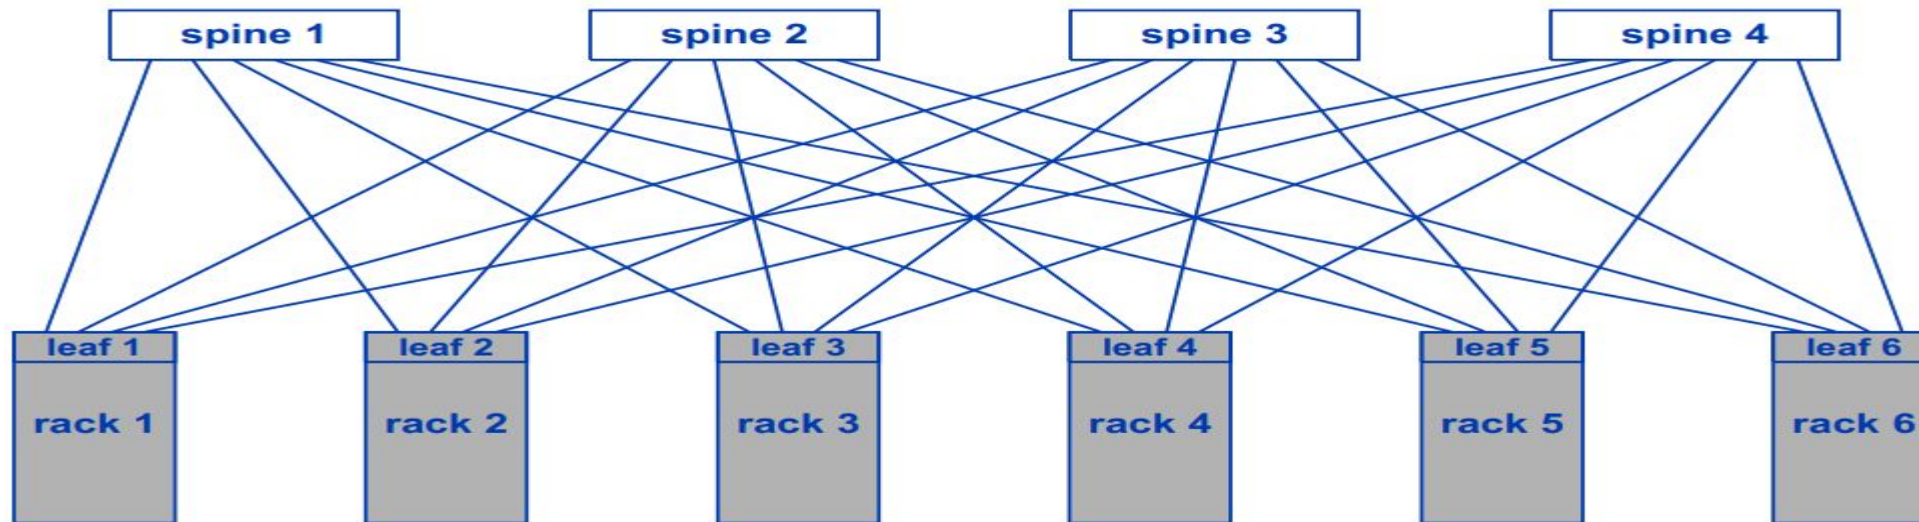 spine 1 spine 2 spine 3 spine 4
leaf 1 leaf 2 leaf 3 leaf 4 leaf 5 leaf 6
rack 1 rack 2 rack 3 rack 4 rack 5 rack 6